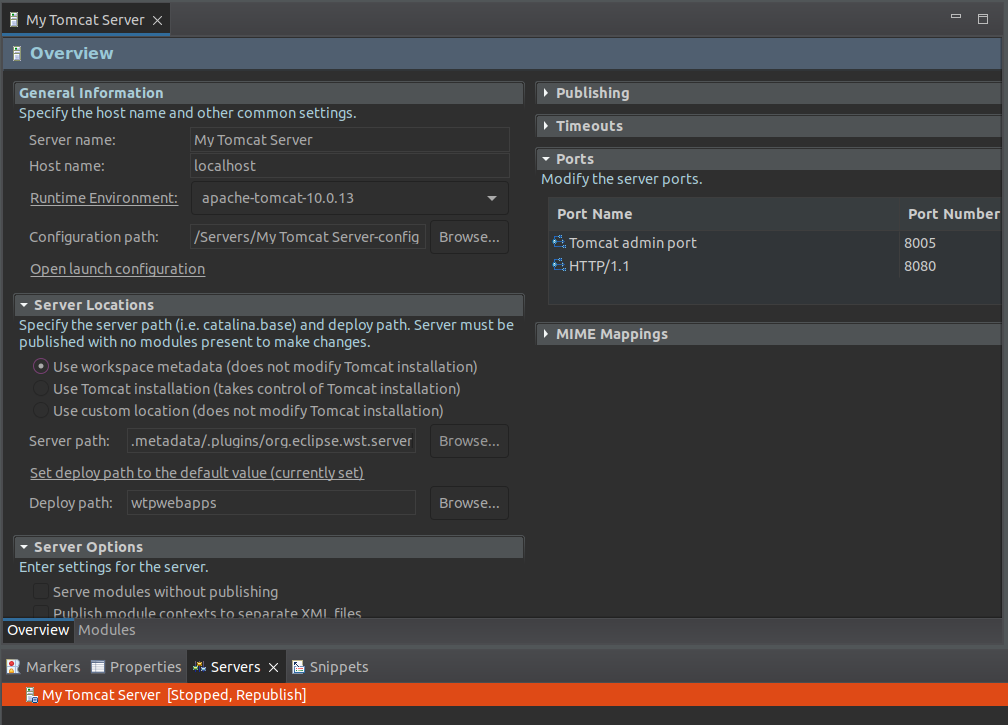 My Tomcat Server
Overview
General Information
Specify the host name and other common settings.
Server name: My Tomcat Server
Host name: localhost
Runtime Environment: apache-tomcat-10.0.13
Configuration path: /Servers/My Tomcat Server-config Browse...
Open launch configuration
Server Locations
Specify the server path (i.e. catalina.base) and deploy path. Server must be
published with no modules present to make changes.
Use workspace metadata (does not modify Tomcat installation)
Use Tomcat installation (takes control of Tomcat installation)
Use custom location (does not modify Tomcat installation)
Server path: .metadata/.plugins/org.eclipse.wst.server Browse...
Set deploy path to the default value (currently set)
Deploy path: wtpwebapps Browse...
Server Options
Enter settings for the server.
Serve modules without publishing
Publish module contexts to separate XML files
Publishing
Timeouts
Ports
Modify the server ports.
Port Name Port Number
Tomcat admin port 8005
HTTP/1.1 8080
MIME Mappings
Overview Modules
Markers Properties Servers Snippets
My Tomcat Server [Stopped, Republish]